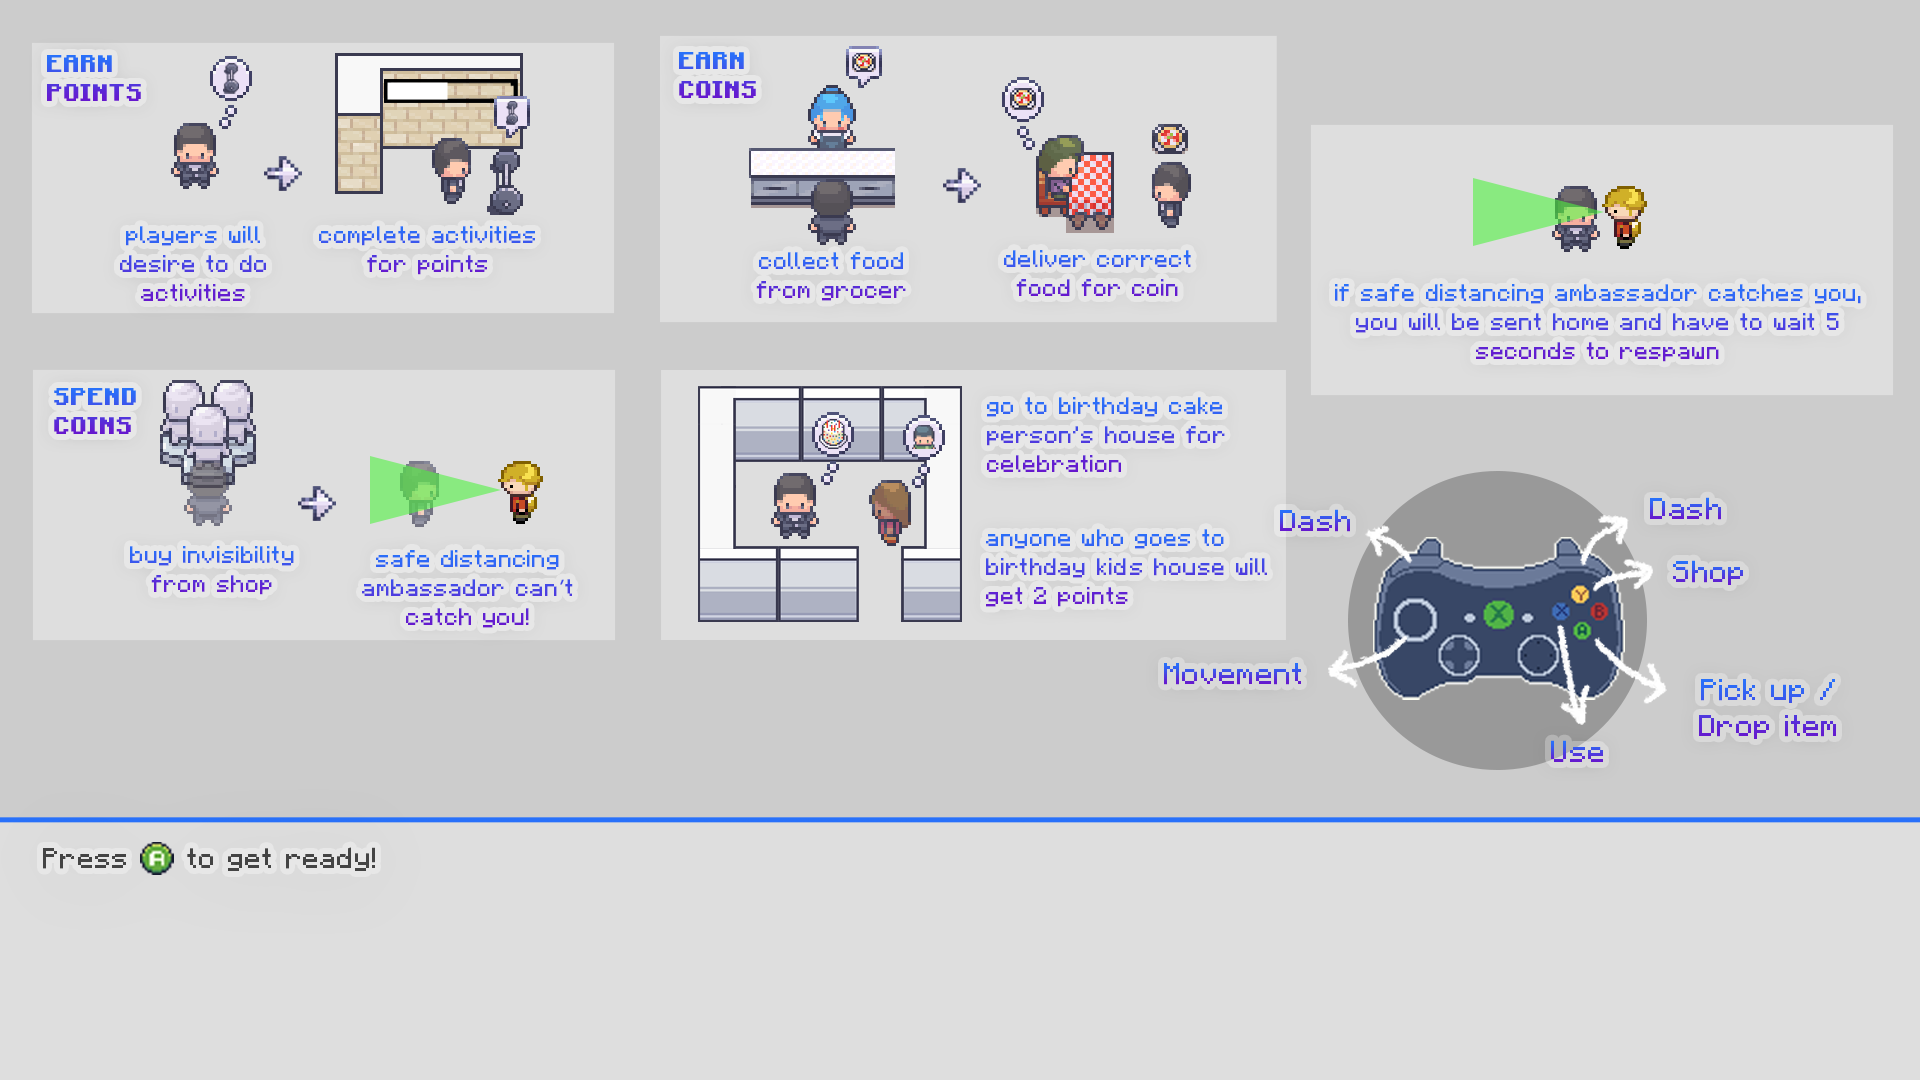 EARN
POINTS
players will
desire to do
activities
complete activities
for points
EARN
COINS
collect food
from grocer
deliver correct
food for coin
if safe distancing ambassador catches you,
you will be sent home and have to wait 5
seconds to respawn
SPEND
COINS
buy invisibility
from shop
safe distancing
ambassador can't
catch you!
go to birthday cake
person's house for
celebration
anyone who goes to
birthday kids house will
get 2 points
Dash
Dash
Shop
Y
X
X
B
A
Movement
Pick up /
Drop item
Use
Press A to get ready!